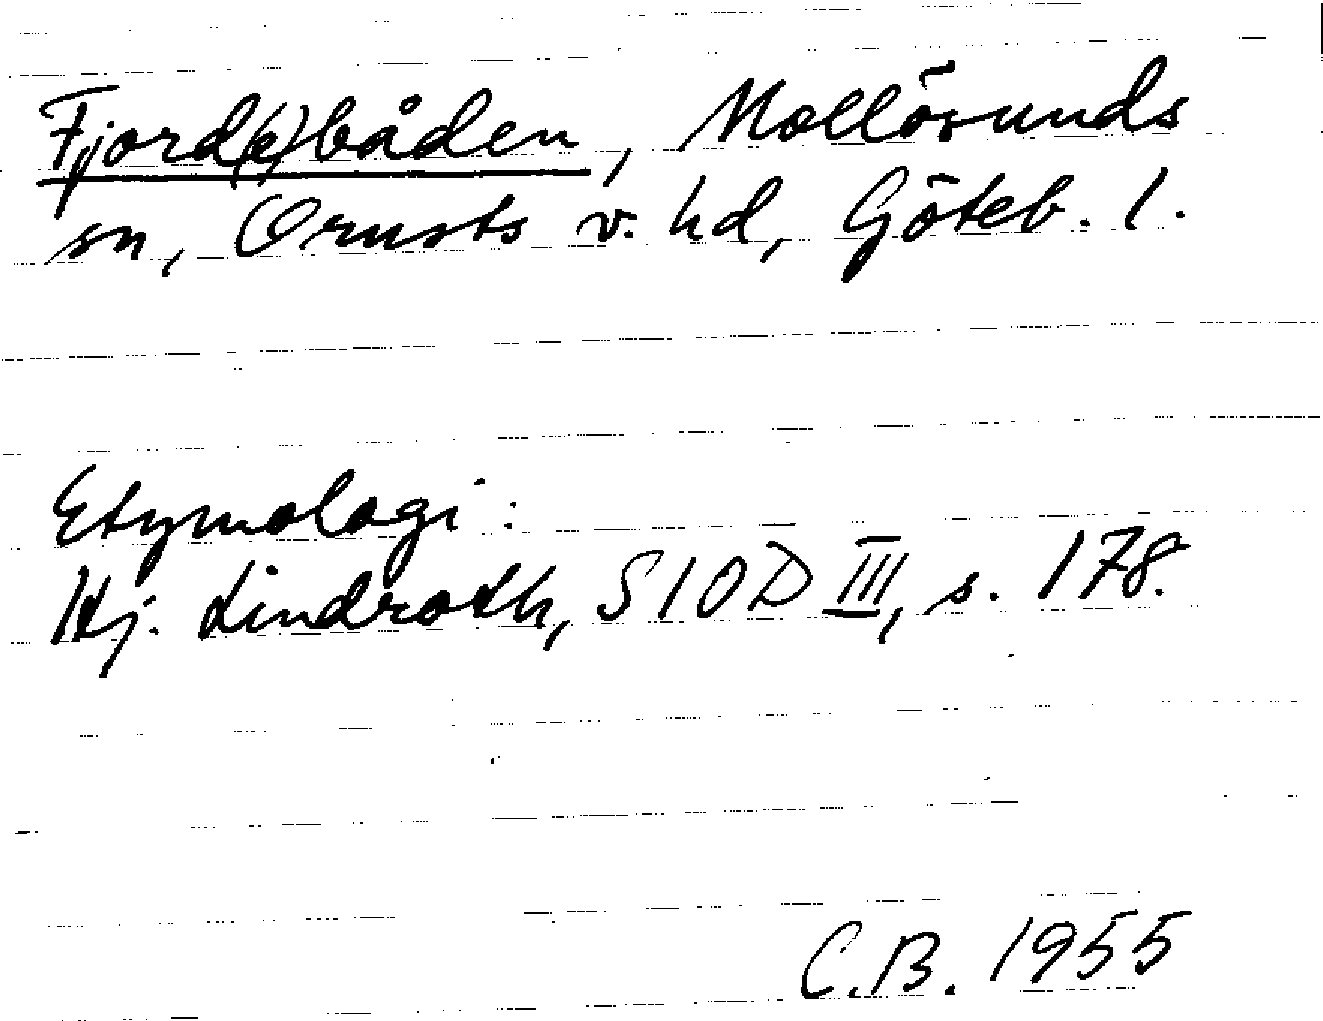 Fjord(e)båden, Mollösunds
sn, Orusts v. hd, Göteb. l.
Etymologi:
Hj. Lindroth, SIOD III, s. 178.
C.B. 1955